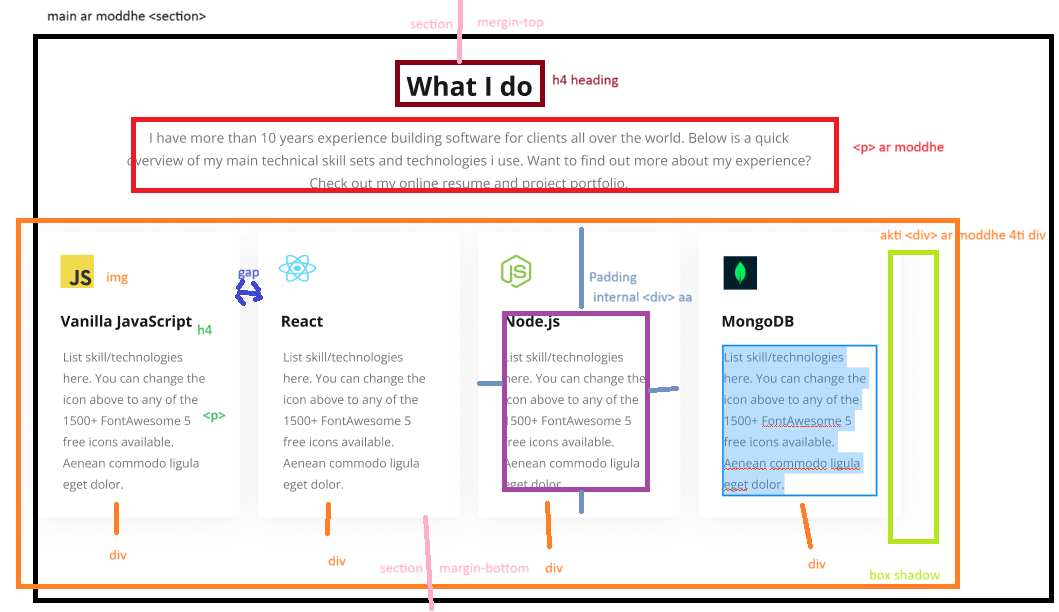 main ar moddhe <section>
section mergin-top
What I do h4 heading
I have more than 10 years experience building software for clients all over the world. Below is a quick
overview of my main technical skill sets and technologies i use. Want to find out more about my experience?
Check out my online resume and project portfolio.
<p> ar moddhe
akti <div> ar moddhe 4ti div
JS img
gap
JS
Padding
internal <div> aa
Vanilla JavaScript
h4
List skill/technologies
here. You can change the
icon above to any of the
1500+ FontAwesome 5
free icons available.
Aenean commodo ligula
eget dolor.
<p>
React
List skill/technologies
here. You can change the
icon above to any of the
1500+ FontAwesome 5
free icons available.
Aenean commodo ligula
eget dolor.
Node.js
List skill/technologies
here. You can change the
icon above to any of the
1500+ FontAwesome 5
free icons available.
Aenean commodo ligula
eget dolor.
MongoDB
List skill/technologies
here. You can change the
icon above to any of the
1500+ FontAwesome 5
free icons available.
Aenean commodo ligula
eget dolor.
div
div
section margin-bottom
div
div
box shadow